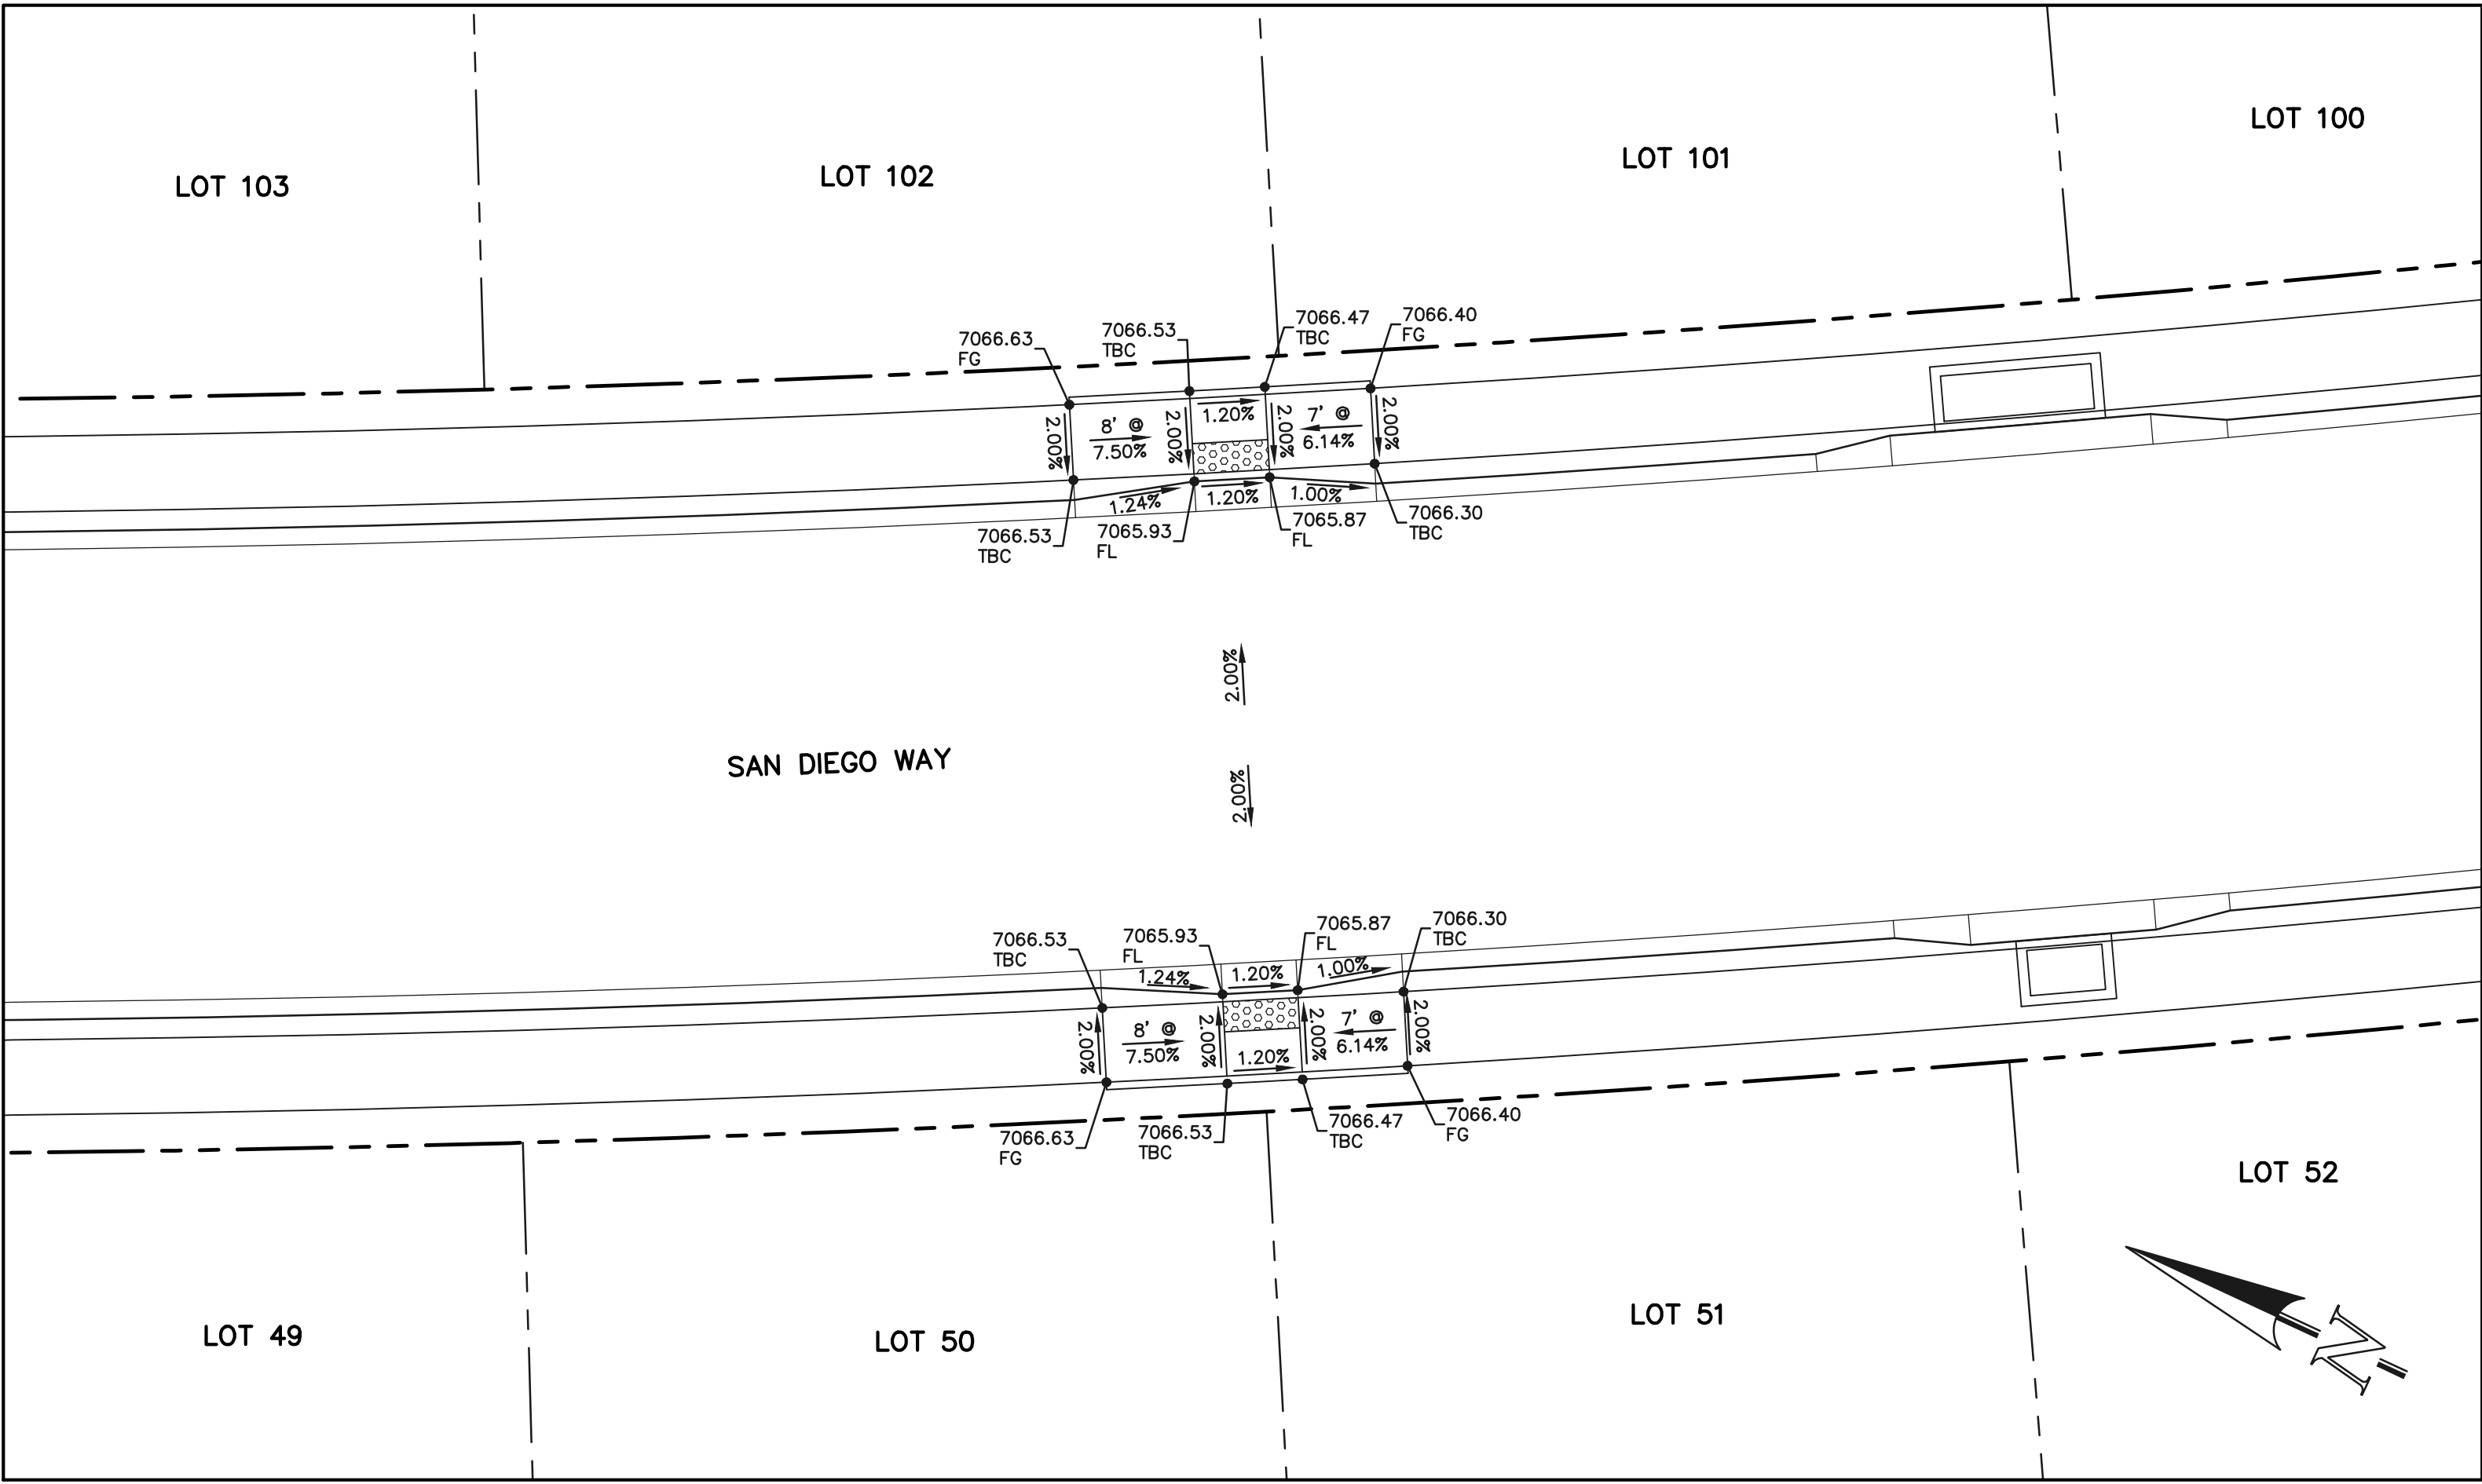 LOT 100
LOT 101
LOT 102
LOT 103
7066.63
FG
7066.53
TBC
7066.47
TBC
7066.40
FG
2.00%
8' @
7.50%
2.00%
1.20%
2.00%
7' @
6.14%
2.00%
1.24%
1.20%
1.00%
7066.53
TBC
7065.93
FL
7065.87
FL
7066.30
TBC
2.00%
SAN DIEGO WAY
2.00%
7066.53
TBC
7065.93
FL
7065.87
FL
7066.30
TBC
1.24%
1.20%
1.00%
2.00%
8' @
7.50%
2.00%
1.20%
2.00%
7' @
6.14%
2.00%
7066.63
FG
7066.53
TBC
7066.47
TBC
7066.40
FG
LOT 52
LOT 51
LOT 50
LOT 49
N